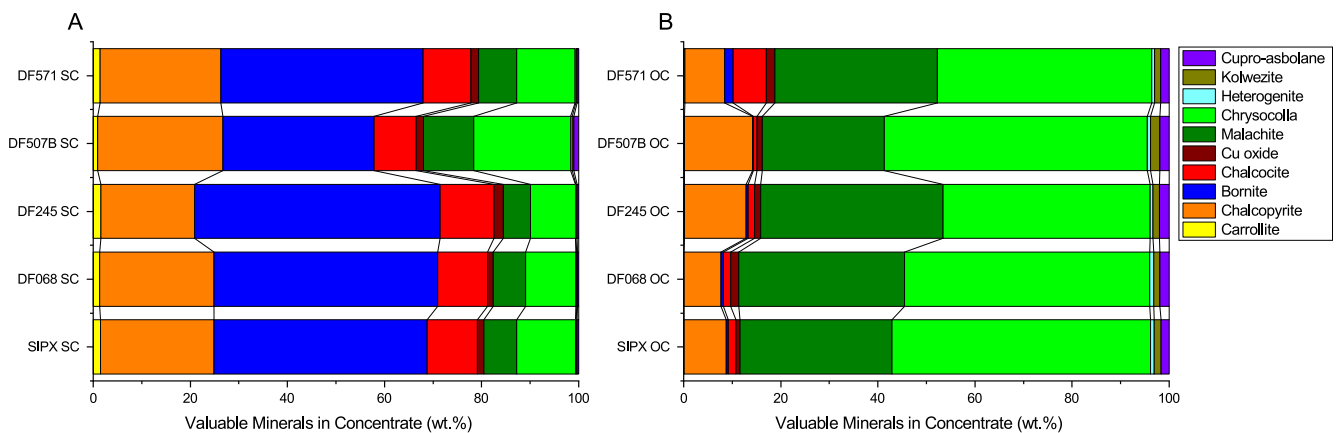 A
B
DF571 SC
DF507B SC
DF245 SC
DF068 SC
SIPX SC
0
20
40
60
80
100
Valuable Minerals in Concentrate (wt.%)
DF571 OC
DF507B OC
DF245 OC
DF068 OC
SIPX OC
0
20
40
60
80
100
Valuable Minerals in Concentrate (wt.%)
Cupro-asbolane
Kolwezite
Heterogenite
Chrysocolla
Malachite
Cu oxide
Chalcocite
Bornite
Chalcopyrite
Carrollite